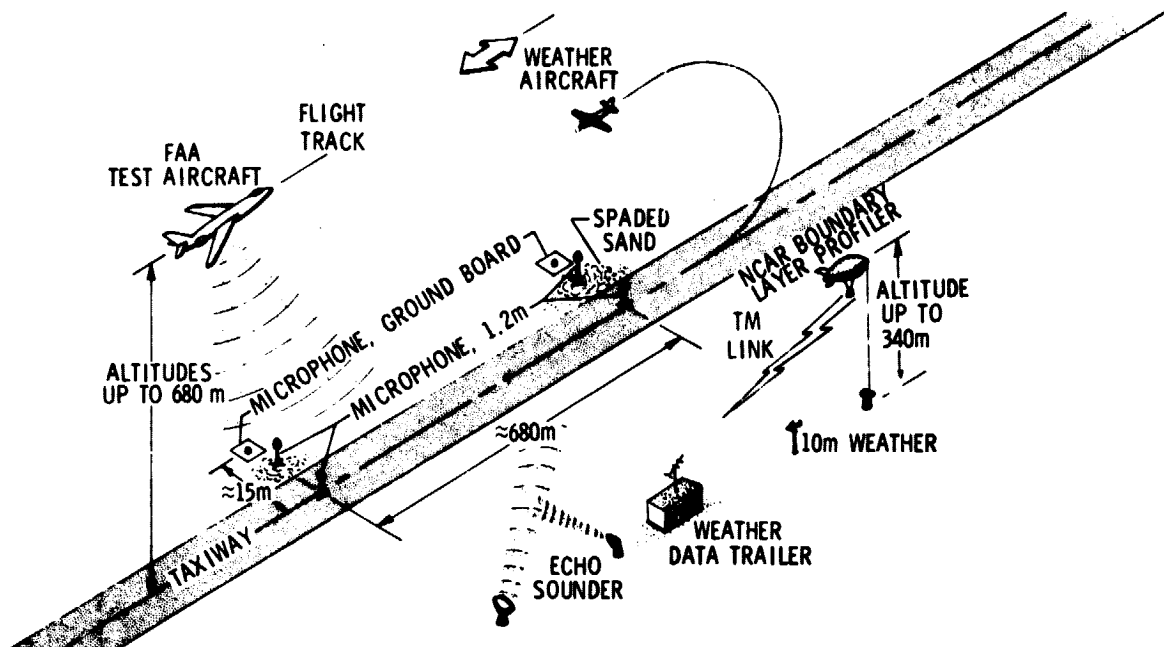 WEATHER
AIRCRAFT
FLIGHT
TRACK
FAA
TEST AIRCRAFT
SPADED
SAND
NCAR BOUNDARY
LAYER PROFILER
MICROPHONE, GROUND BOARD
MICROPHONE, 1.2m
ALTITUDE
UP TO
340m
TM
LINK
ALTITUDES
UP TO 680 m
≈680m
10m WEATHER
≈15m
WEATHER
DATA TRAILER
TAXIWAY
ECHO
SOUNDER